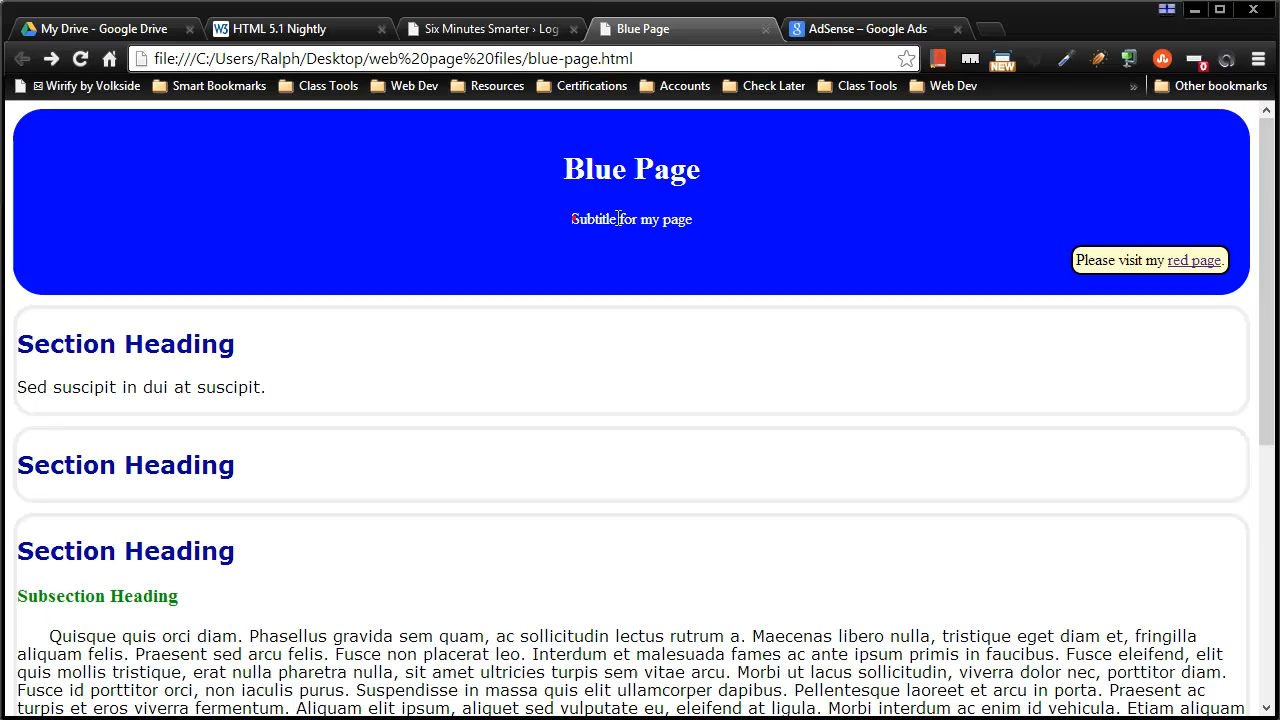 My Drive - Google Drive
HTML 5.1 Nightly
Six Minutes Smarter › Log
Blue Page
AdSense – Google Ads
file:///C:/Users/Ralph/Desktop/web%20page%20files/blue-page.html
NEW
0
Wirify by Volkside
Smart Bookmarks
Class Tools
Web Dev
Resources
Certifications
Accounts
Check Later
Class Tools
Web Dev
»
Other bookmarks
Blue Page
Subtitle for my page
Please visit my red page.
Section Heading
Sed suscipit in dui at suscipit.
Section Heading
Section Heading
Subsection Heading
Quisque quis orci diam. Phasellus gravida sem quam, ac sollicitudin lectus rutrum a. Maecenas libero nulla, tristique eget diam et, fringilla
aliquam felis. Praesent sed arcu felis. Fusce non placerat leo. Interdum et malesuada fames ac ante ipsum primis in faucibus. Fusce eleifend, elit
quis mollis tristique, erat nulla pharetra nulla, sit amet ultricies turpis sem vitae arcu. Morbi ut lacus sollicitudin, viverra dolor nec, porttitor diam.
Fusce id porttitor orci, non iaculis purus. Suspendisse in massa quis elit ullamcorper dapibus. Pellentesque laoreet et arcu in porta. Praesent ac
turpis et eros viverra fermentum. Aliquam elit ipsum, aliquet sed vulputate eu, eleifend at ligula. Morbi interdum ac enim id vehicula. Etiam aliquam